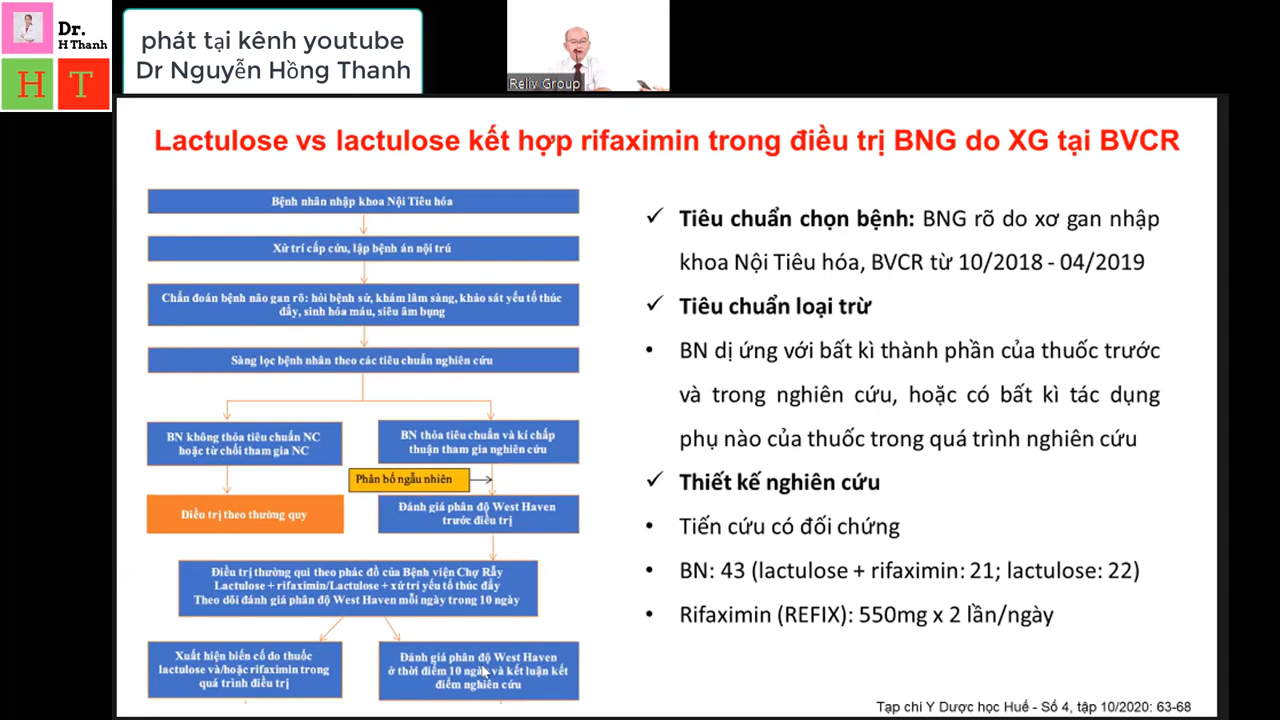 Dr.
H Thanh
H T
phát tại kênh youtube
Dr Nguyễn Hồng Thanh
Reliv Group
Lactulose vs lactulose kết hợp rifaximin trong điều trị BNG do XG tại BVCR
Bệnh nhân nhập khoa Nội Tiêu hóa
Xử trí cấp cứu, lập bệnh án nội trú
Chẩn đoán bệnh não gan rõ: hỏi bệnh sử, khám lâm sàng, khảo sát yếu tố thúc
đẩy, sinh hóa máu, siêu âm bụng
Sàng lọc bệnh nhân theo các tiêu chuẩn nghiên cứu
BN không thỏa tiêu chuẩn NC
hoặc từ chối tham gia NC
BN thỏa tiêu chuẩn và kí chấp
thuận tham gia nghiên cứu
Phân bố ngẫu nhiên
Điều trị theo thường quy
Đánh giá phân độ West Haven
trước điều trị
Điều trị thường qui theo phác đồ của Bệnh viện Chợ Rẫy
Lactulose + rifaximin/Lactulose + xử trí yếu tố thúc đẩy
Theo dõi đánh giá phân độ West Haven mỗi ngày trong 10 ngày
Xuất hiện biến cố do thuốc
lactulose và/hoặc rifaximin trong
quá trình điều trị
Đánh giá phân độ West Haven
ở thời điểm 10 ngày và kết luận kết
điểm nghiên cứu
✓ Tiêu chuẩn chọn bệnh: BNG rõ do xơ gan nhập
khoa Nội Tiêu hóa, BVCR từ 10/2018 - 04/2019
✓ Tiêu chuẩn loại trừ
• BN dị ứng với bất kì thành phần của thuốc trước
và trong nghiên cứu, hoặc có bất kì tác dụng
phụ nào của thuốc trong quá trình nghiên cứu
✓ Thiết kế nghiên cứu
• Tiến cứu có đối chứng
• BN: 43 (lactulose + rifaximin: 21; lactulose: 22)
• Rifaximin (REFIX): 550mg x 2 lần/ngày
Tạp chi Y Dược học Huế - Số 4, tập 10/2020: 63-68